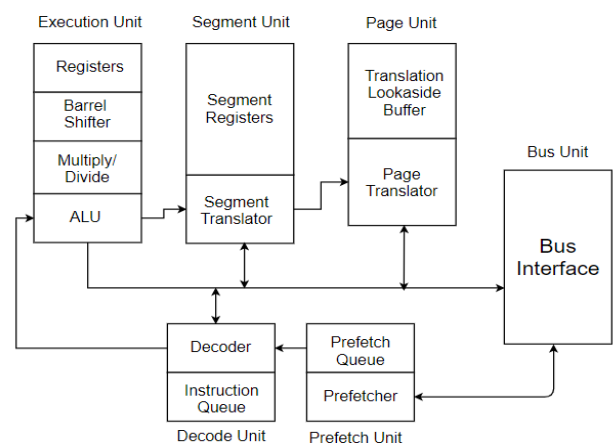 Execution Unit
Registers
Barrel
Shifter
Multiply/
Divide
ALU
Segment Unit
Segment
Registers
Segment
Translator
Page Unit
Translation
Lookaside
Buffer
Page
Translator
Bus Unit
Bus
Interface
Decoder
Instruction
Queue
Decode Unit
Prefetch
Queue
Prefetcher
Prefetch Unit